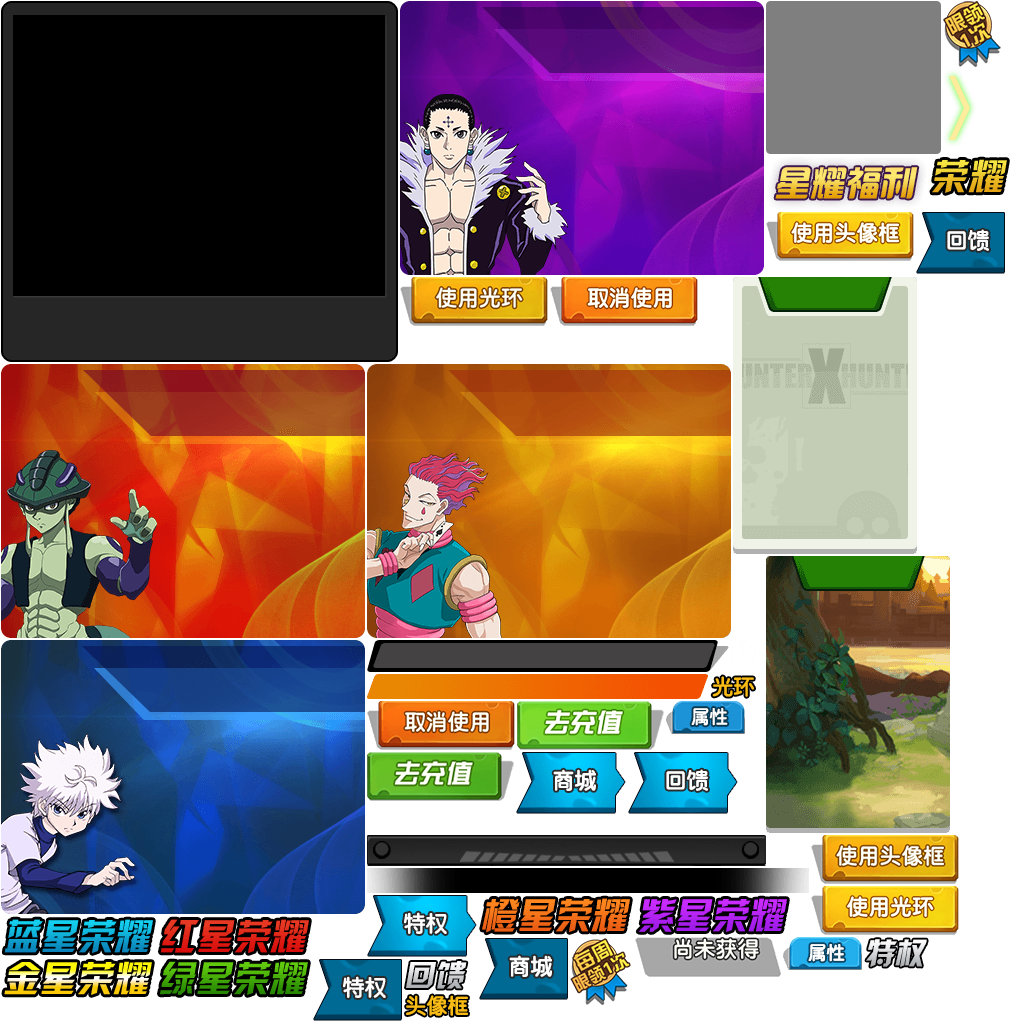 限领
1次
星耀福利
荣耀
使用头像框
回馈
使用光环
取消使用
UNTER X HUNT
光环
取消使用
去充值
属性
去充值
商城
回馈
使用头像框
使用光环
蓝星荣耀
红星荣耀
特权
橙星荣耀
紫星荣耀
尚未获得
属性
特权
金星荣耀
绿星荣耀
特权
回馈
头像框
商城
每周
限领1次